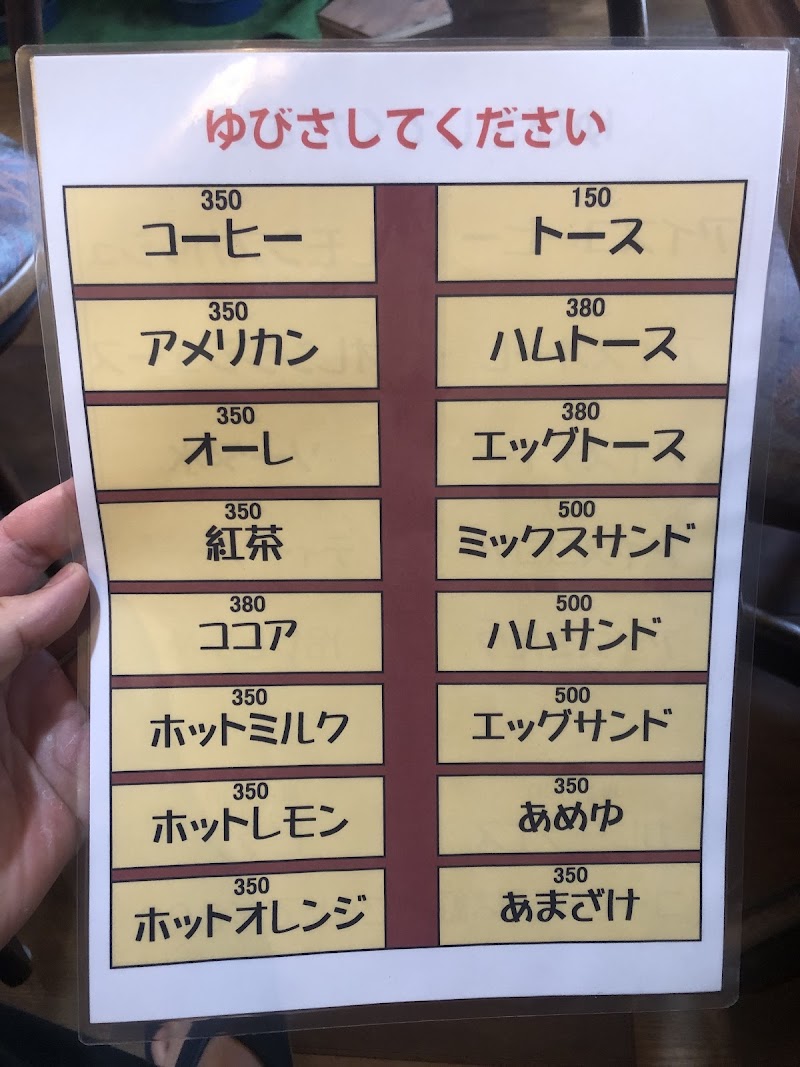 ゆびさしてください
350
コーヒー
350
アメリカン
350
オーレ
350
紅茶
380
ココア
350
ホットミルク
350
ホットレモン
350
ホットオレンジ
150
トース
380
ハムトース
380
エッグトース
500
ミックスサンド
500
ハムサンド
500
エッグサンド
350
あめゆ
350
あまざけ